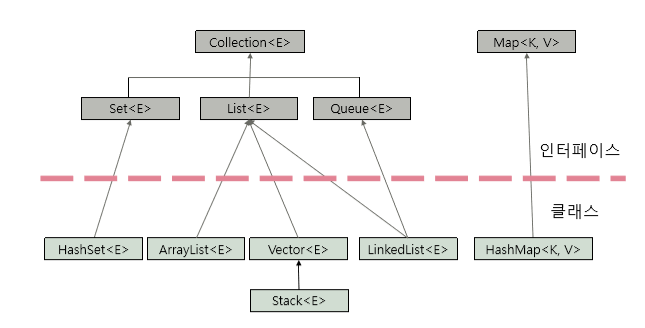 Collection<E>
Map<K, V>
Set<E>
List<E>
Queue<E>
인터페이스
클래스
HashSet<E>
ArrayList<E>
Vector<E>
LinkedList<E>
HashMap<K, V>
Stack<E>